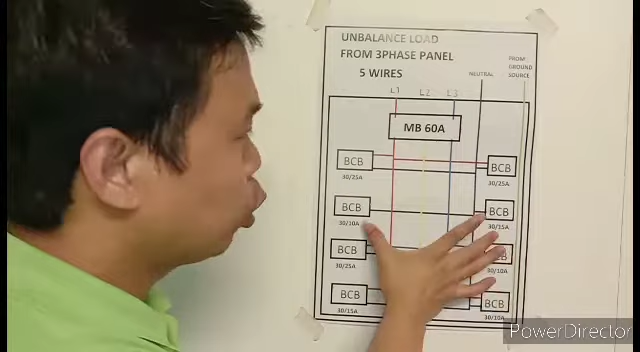 UNBALANCE LOAD
FROM 3PHASE PANEL
5 WIRES
NEUTRAL
FROM
GROUND
SOURCE
L1 L2 L3
MB 60A
BCB
30/25A
BCB
30/25A
BCB
30/10A
BCB
30/15A
BCB
30/25A
30/10A
BCB
30/15A
BCB
30/10A
PowerDirector